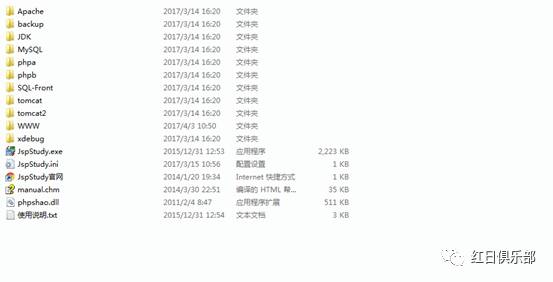 Apache 2017/3/14 16:20 文件夹
backup 2017/3/14 16:20 文件夹
JDK 2017/3/14 16:20 文件夹
MySQL 2017/3/14 16:20 文件夹
phpa 2017/3/14 16:20 文件夹
phpb 2017/3/14 16:20 文件夹
SQL-Front 2017/3/14 16:20 文件夹
tomcat 2017/3/14 16:20 文件夹
tomcat2 2017/3/14 16:20 文件夹
WWW 2017/4/3 10:50 文件夹
xdebug 2017/3/14 16:20 文件夹
JspStudy.exe 2015/12/31 12:53 应用程序 2,223 KB
JspStudy.ini 2017/3/15 10:56 配置设置 1 KB
JspStudy官网 2014/1/20 19:34 Internet 快捷方式 1 KB
manual.chm 2014/3/30 22:51 编译的 HTML 帮... 35 KB
phpshao.dll 2011/2/4 8:47 应用程序扩展 511 KB
使用说明.txt 2015/12/31 12:54 文本文档 3 KB
红日俱乐部